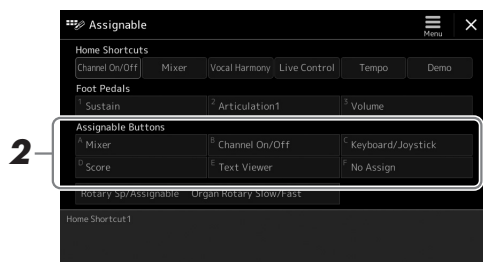 Assignable
Menu
Home Shortcuts
Channel On/Off Mixer Vocal Harmony Live Control Tempo Demo
Foot Pedals
1 Sustain 2 Articulation1 3 Volume
Assignable Buttons
A Mixer B Channel On/Off C Keyboard/Joystick
2
D Score E Text Viewer F No Assign
Rotary Sp/Assignable Organ Rotary Slow/Fast
Home Shortcut1